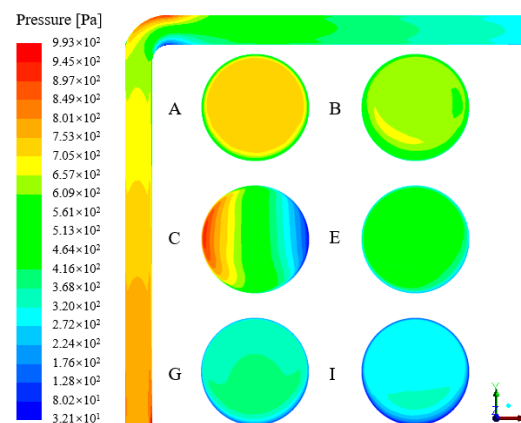 Pressure [Pa]
9.93×10²
9.45×10²
8.97×10²
8.49×10²
8.01×10²
7.53×10²
7.05×10²
6.09×10²
5.61×10²
5.13×10²
4.64×10²
4.16×10²
3.68×10²
3.20×10²
2.72×10²
2.24×10²
1.76×10²
1.28×10²
8.02×10¹
3.21×10¹
A
B
C
E
G
I
Y
Z